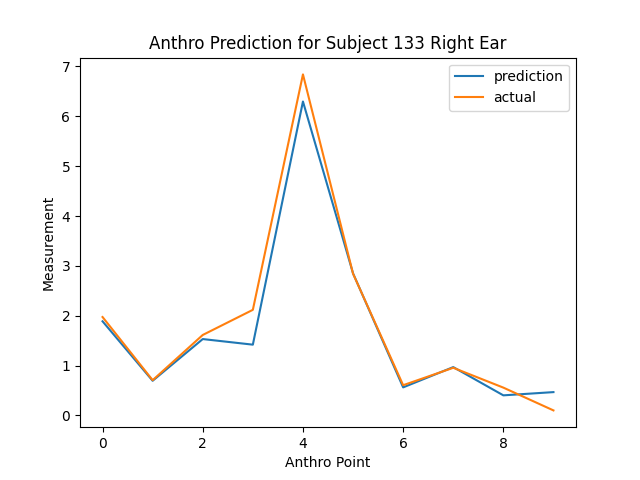 Anthro Prediction for Subject 133 Right Ear
prediction
actual
Measurement
7
6
5
4
3
2
1
0
0 2 4 6 8
Anthro Point